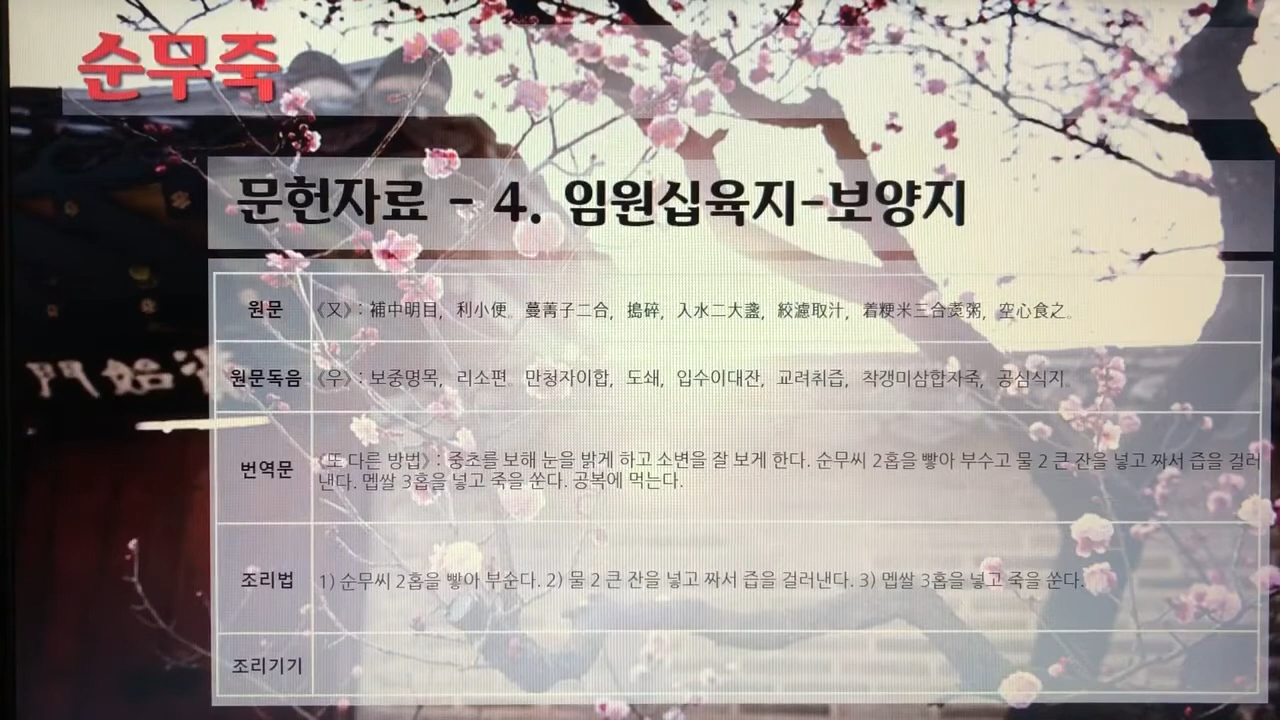 순무죽
문헌자료 - 4. 임원십육지-보양지
원문
《又》: 補中明目, 利小便。蔓菁子二合, 搗碎, 入水二大盞, 絞濾取汁, 着粳米三合煑粥, 空心食之。
원문독음
《우》: 보중명목, 리소편。만청자이합, 도쇄, 입수이대잔, 교려취즙, 착갱미삼합자죽, 공심식지。
번역문
《또 다른 방법》: 중초를 보해 눈을 밝게 하고 소변을 잘 보게 한다. 순무씨 2홉을 빻아 부수고 물 2 큰 잔을 넣고 짜서 즙을 걸러
낸다. 멥쌀 3홉을 넣고 죽을 쑨다. 공복에 먹는다.
조리법
1) 순무씨 2홉을 빻아 부순다. 2) 물 2 큰 잔을 넣고 짜서 즙을 걸러낸다. 3) 멥쌀 3홉을 넣고 죽을 쑨다.
조리기기
門始